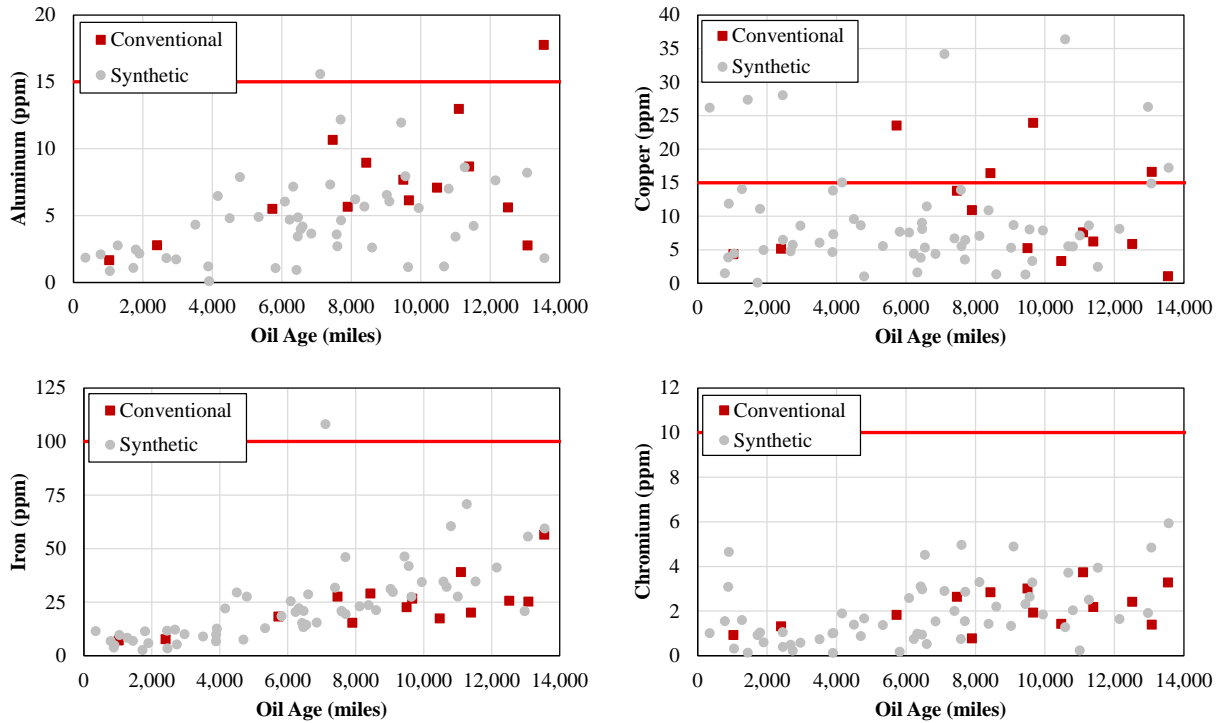 20
15
10
5
0
Aluminum (ppm)
Conventional
Synthetic
0 2,000 4,000 6,000 8,000 10,000 12,000 14,000
Oil Age (miles)
40
35
30
25
20
15
10
5
0
Copper (ppm)
Conventional
Synthetic
0 2,000 4,000 6,000 8,000 10,000 12,000 14,000
Oil Age (miles)
125
100
75
50
25
0
Iron (ppm)
Conventional
Synthetic
0 2,000 4,000 6,000 8,000 10,000 12,000 14,000
Oil Age (miles)
12
10
8
6
4
2
0
Chromium (ppm)
Conventional
Synthetic
0 2,000 4,000 6,000 8,000 10,000 12,000 14,000
Oil Age (miles)